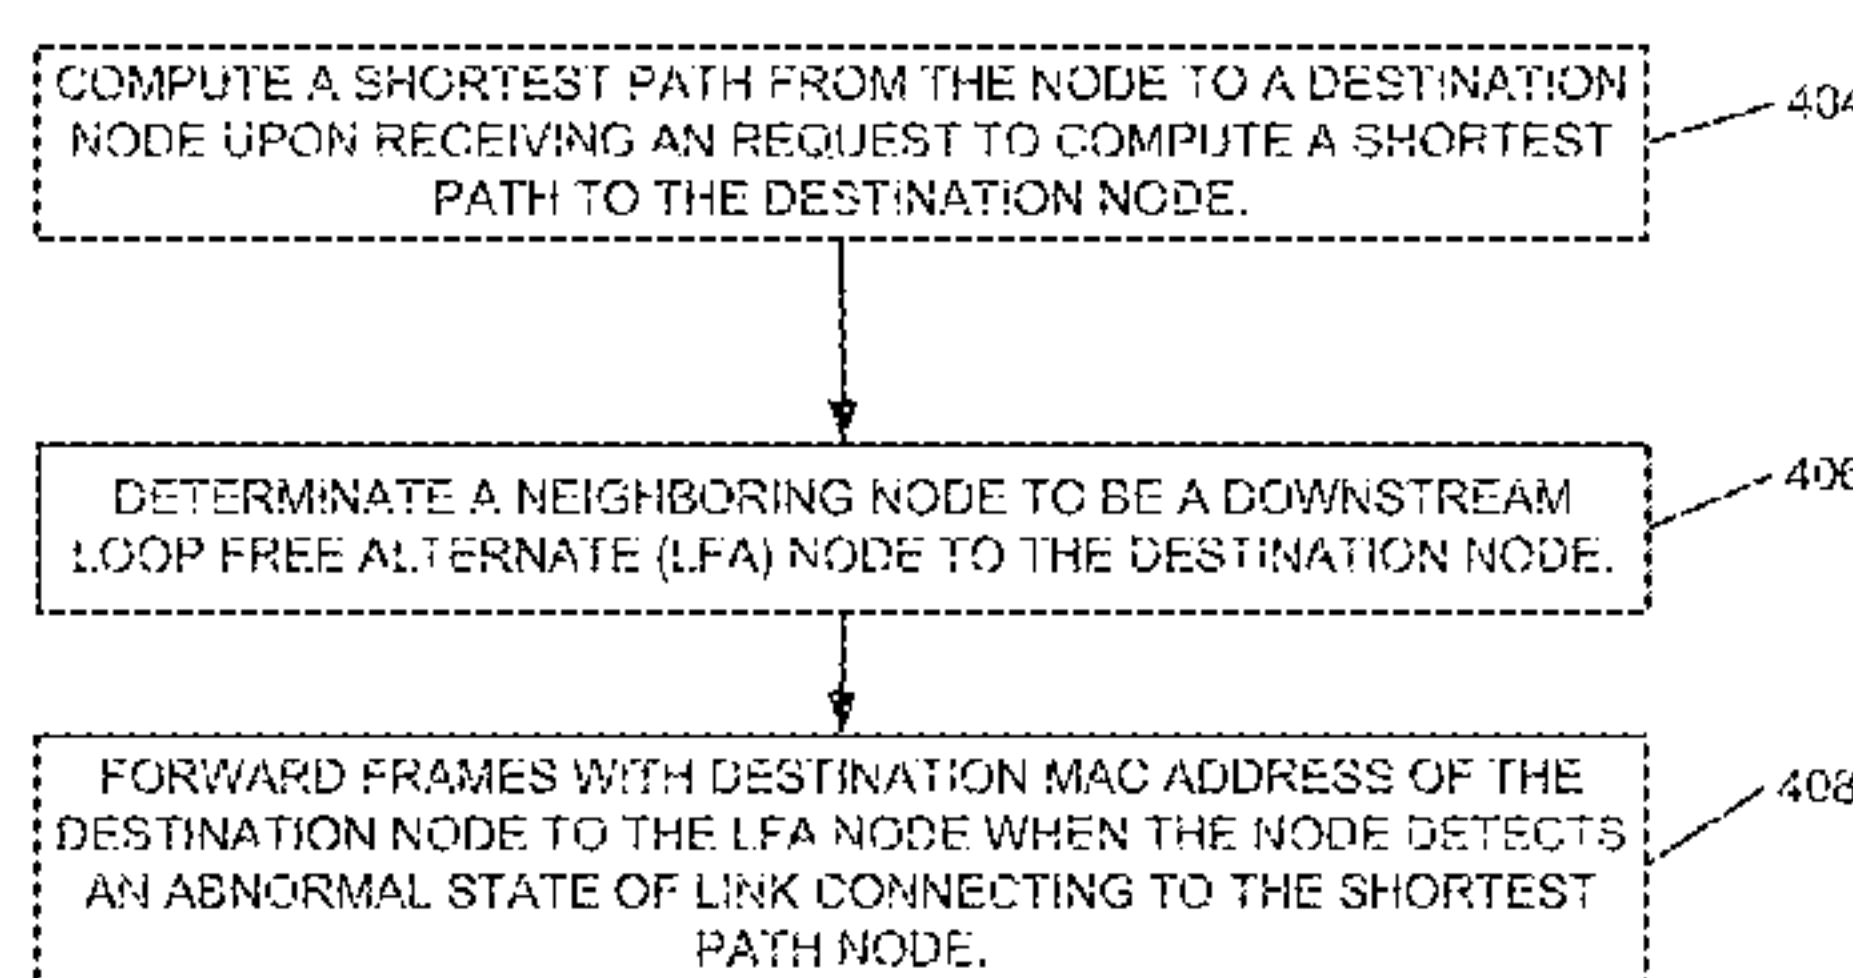 COMPUTE A SHORTEST PATH FROM THE NODE TO A DESTINATION
NODE UPON RECEIVING AN REQUEST TO COMPUTE A SHORTEST
PATH TO THE DESTINATION NODE.
404
DETERMINATE A NEIGHBORING NODE TO BE A DOWNSTREAM
LOOP FREE ALTERNATE (LFA) NODE TO THE DESTINATION NODE.
406
FORWARD FRAMES WITH DESTINATION MAC ADDRESS OF THE
DESTINATION NODE TO THE LFA NODE WHEN THE NODE DETECTS
AN ABNORMAL STATE OF LINK CONNECTING TO THE SHORTEST
PATH NODE.
408